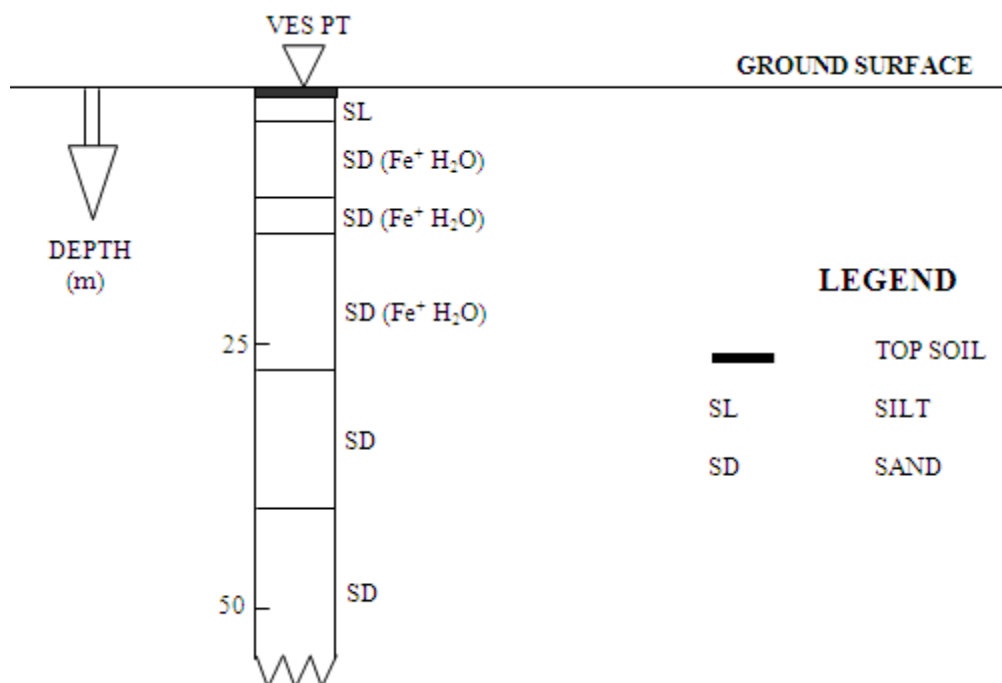 VES PT
GROUND SURFACE
SL
SD (Fe⁺ H₂O)
SD (Fe⁺ H₂O)
DEPTH
(m)
LEGEND
SD (Fe⁺ H₂O)
25
TOP SOIL
SL SILT
SD
SD SAND
SD
50